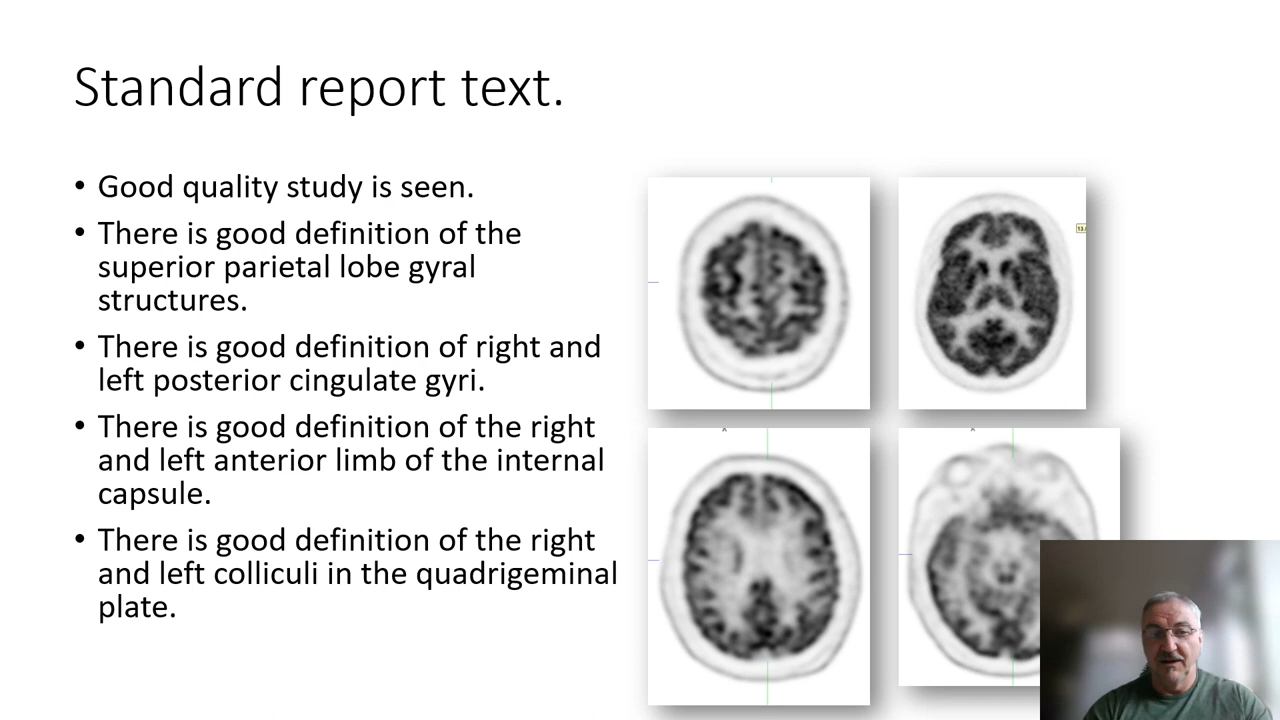 Standard report text.
• Good quality study is seen.
• There is good definition of the
superior parietal lobe gyral
structures.
• There is good definition of right and
left posterior cingulate gyri.
• There is good definition of the right
and left anterior limb of the internal
capsule.
• There is good definition of the right
and left colliculi in the quadrigeminal
plate.